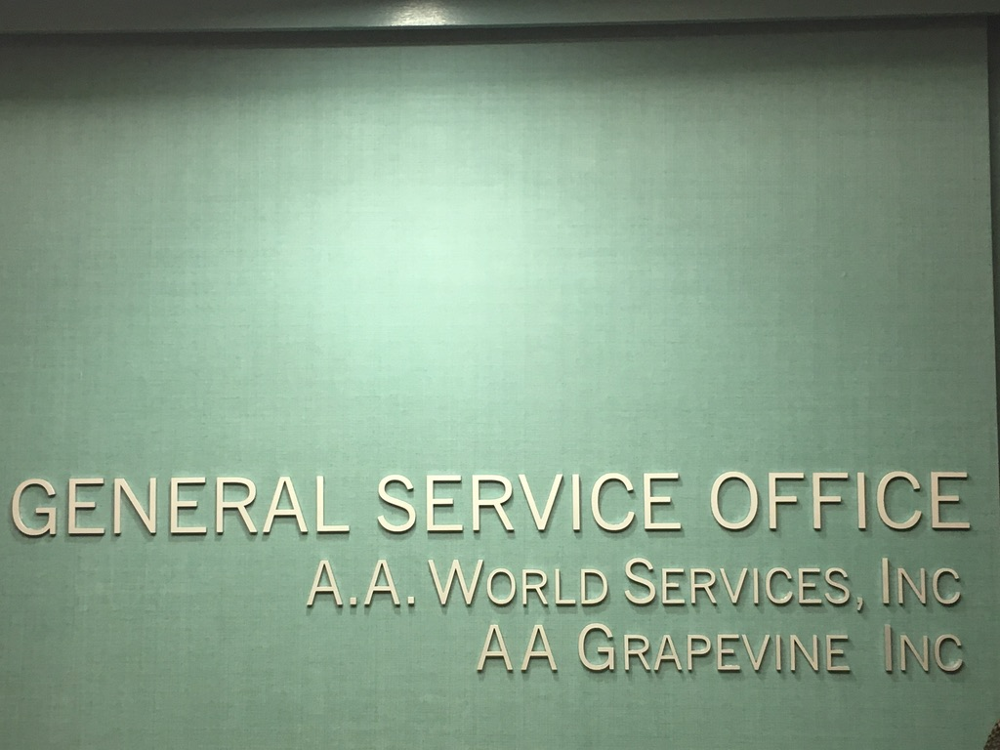 GENERAL SERVICE OFFICE
A.A. WORLD SERVICES, INC
AA GRAPEVINE INC